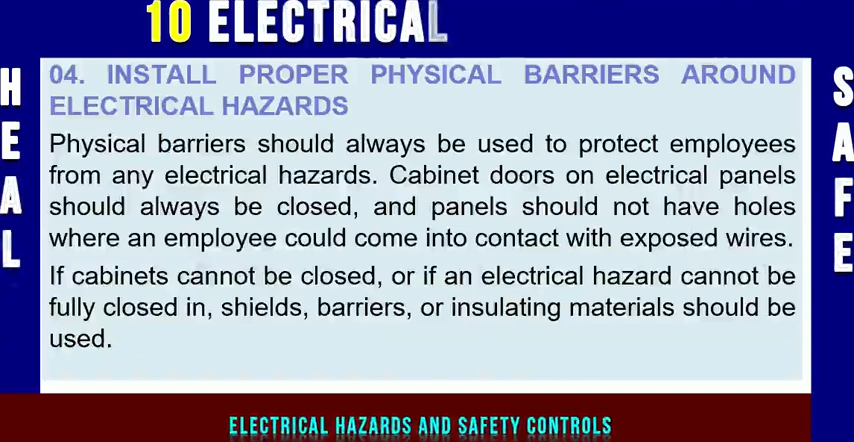 10 ELECTRICAL
04. INSTALL PROPER PHYSICAL BARRIERS AROUND
ELECTRICAL HAZARDS
Physical barriers should always be used to protect employees
from any electrical hazards. Cabinet doors on electrical panels
should always be closed, and panels should not have holes
where an employee could come into contact with exposed wires.
If cabinets cannot be closed, or if an electrical hazard cannot be
fully closed in, shields, barriers, or insulating materials should be
used.
H
E
A
L
S
A
F
E
ELECTRICAL HAZARDS AND SAFETY CONTROLS